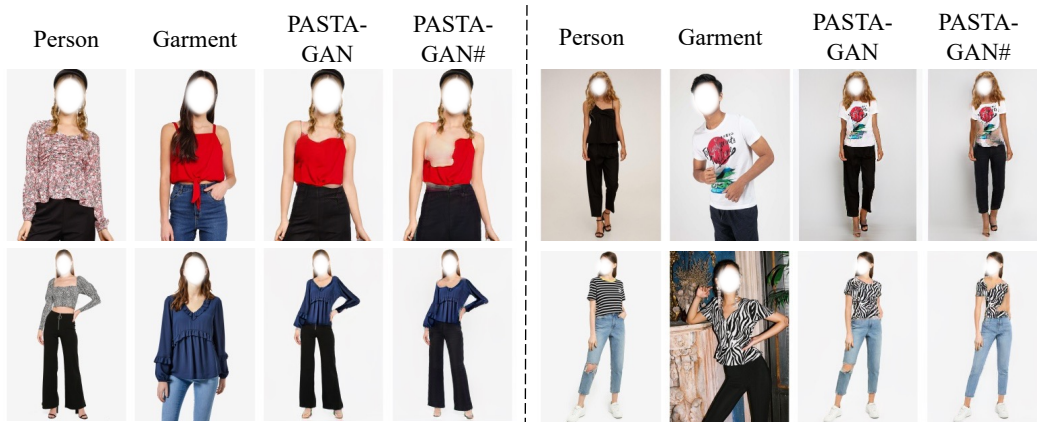 Person
Garment
PASTA-
GAN
PASTA-
GAN#
Person
Garment
PASTA-
GAN
PASTA-
GAN#